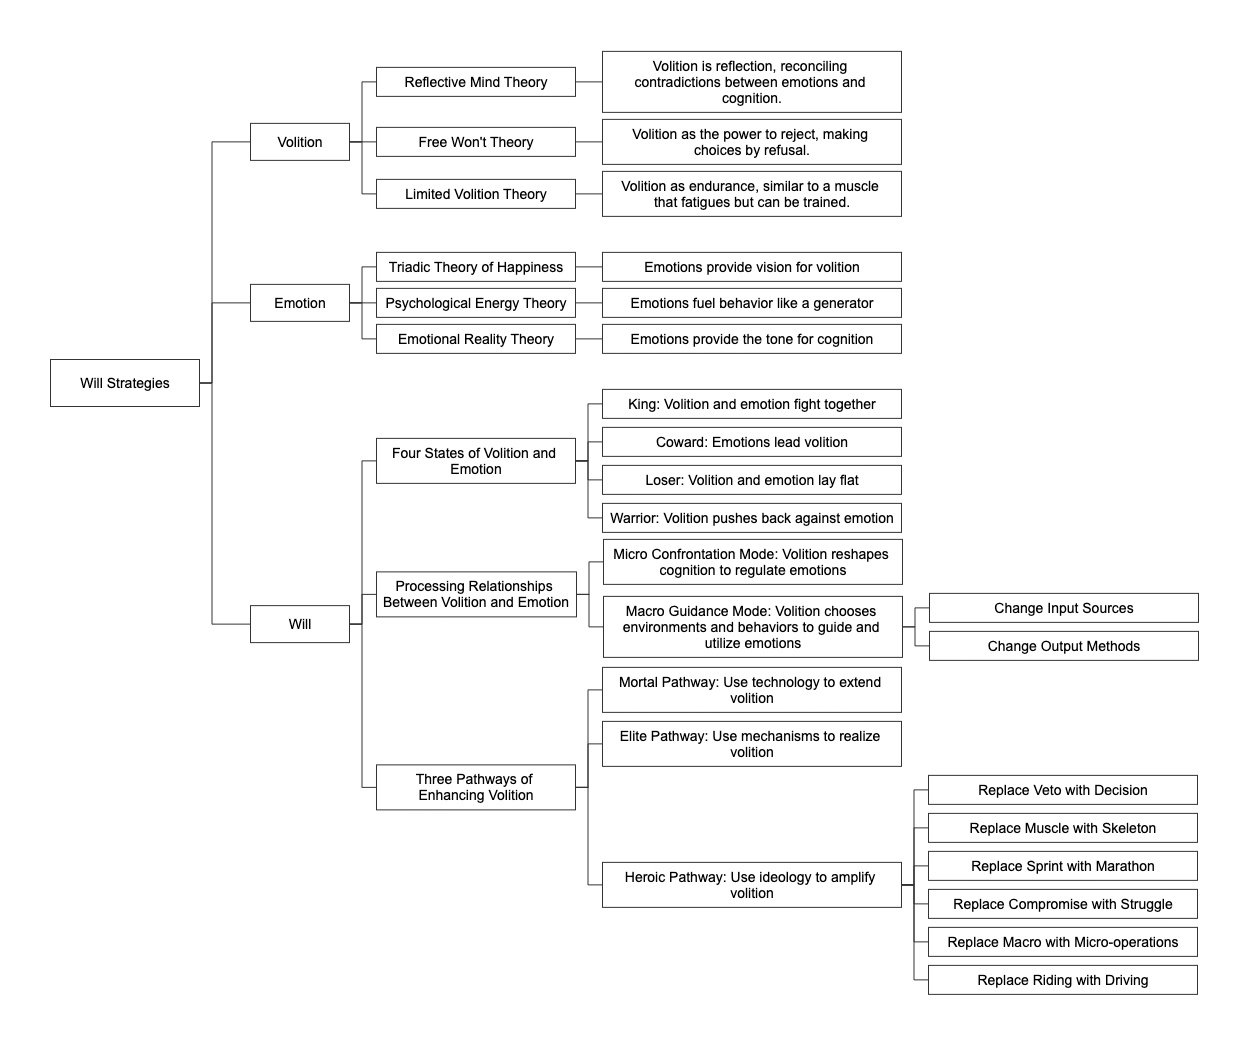 Will Strategies
Volition
Reflective Mind Theory
Volition is reflection, reconciling
contradictions between emotions and
cognition.
Free Won't Theory
Volition as the power to reject, making
choices by refusal.
Limited Volition Theory
Volition as endurance, similar to a muscle
that fatigues but can be trained.
Emotion
Triadic Theory of Happiness
Emotions provide vision for volition
Psychological Energy Theory
Emotions fuel behavior like a generator
Emotional Reality Theory
Emotions provide the tone for cognition
Will
Four States of Volition and
Emotion
King: Volition and emotion fight together
Coward: Emotions lead volition
Loser: Volition and emotion lay flat
Warrior: Volition pushes back against emotion
Processing Relationships
Between Volition and Emotion
Micro Confrontation Mode: Volition reshapes
cognition to regulate emotions
Macro Guidance Mode: Volition chooses
environments and behaviors to guide and
utilize emotions
Change Input Sources
Change Output Methods
Three Pathways of
Enhancing Volition
Mortal Pathway: Use technology to extend
volition
Elite Pathway: Use mechanisms to realize
volition
Heroic Pathway: Use ideology to amplify
volition
Replace Veto with Decision
Replace Muscle with Skeleton
Replace Sprint with Marathon
Replace Compromise with Struggle
Replace Macro with Micro-operations
Replace Riding with Driving